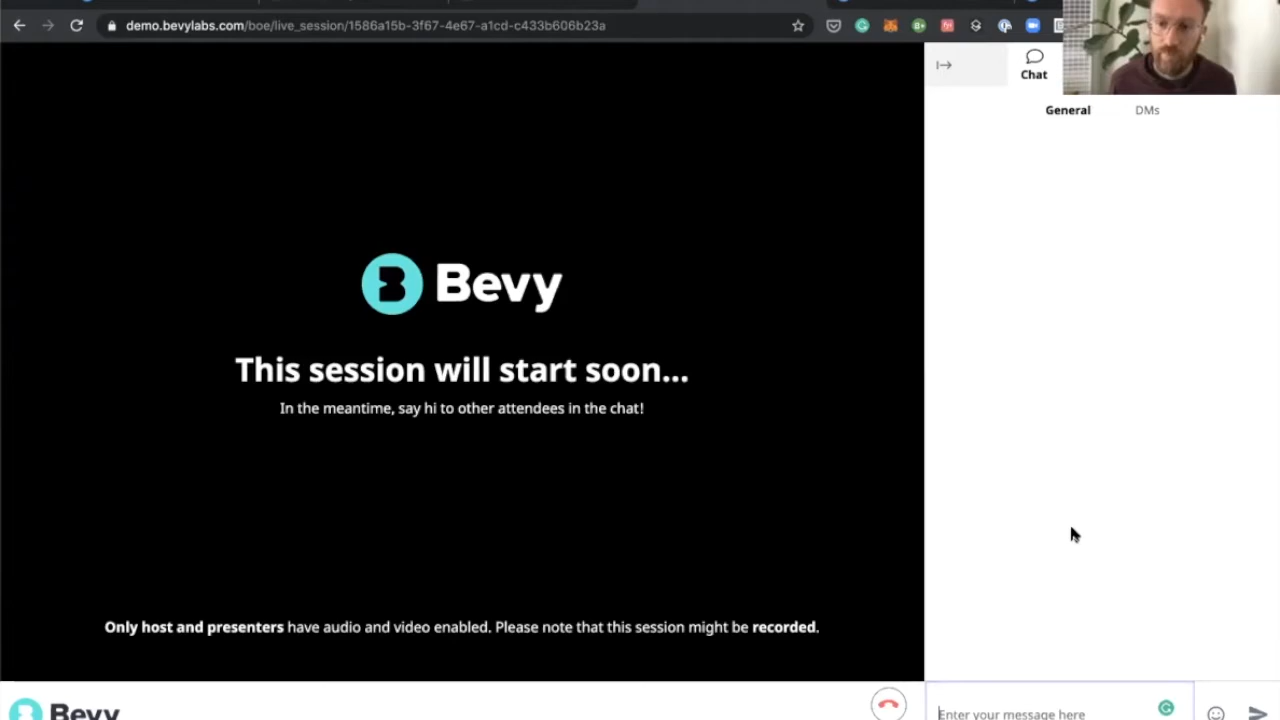 demo.bevylabs.com/boe/live_session/1586a15b-3f67-4e67-a1cd-c433b606b23a
Chat
General
DMs
Bevy
This session will start soon...
In the meantime, say hi to other attendees in the chat!
Only host and presenters have audio and video enabled. Please note that this session might be recorded.
Bevy
Enter your message here